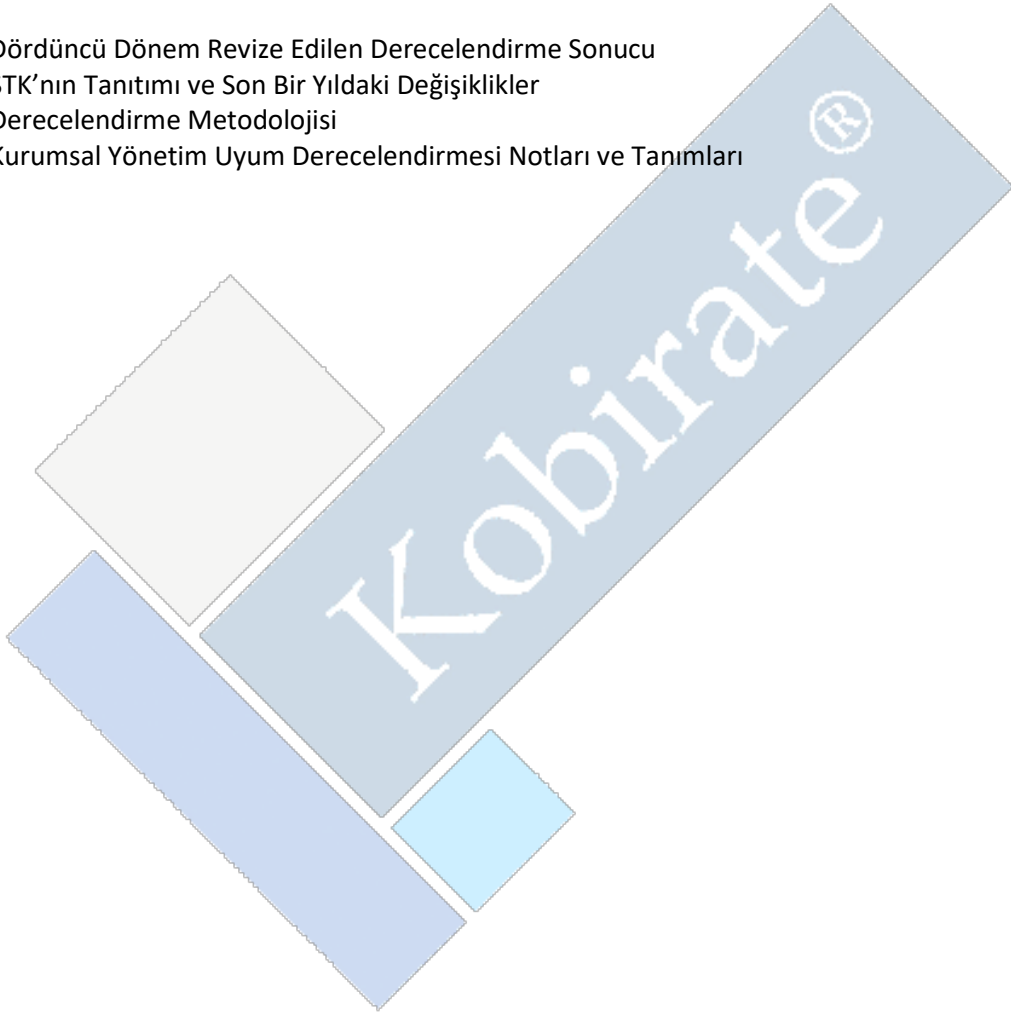 Dördüncü Dönem Revize Edilen Derecelendirme Sonucu
STK’nın Tanıtımı ve Son Bir Yıldaki Değişiklikler
Derecelendirme Metodolojisi
Kurumsal Yönetim Uyum Derecelendirmesi Notları ve Tanımları
Kobirate®